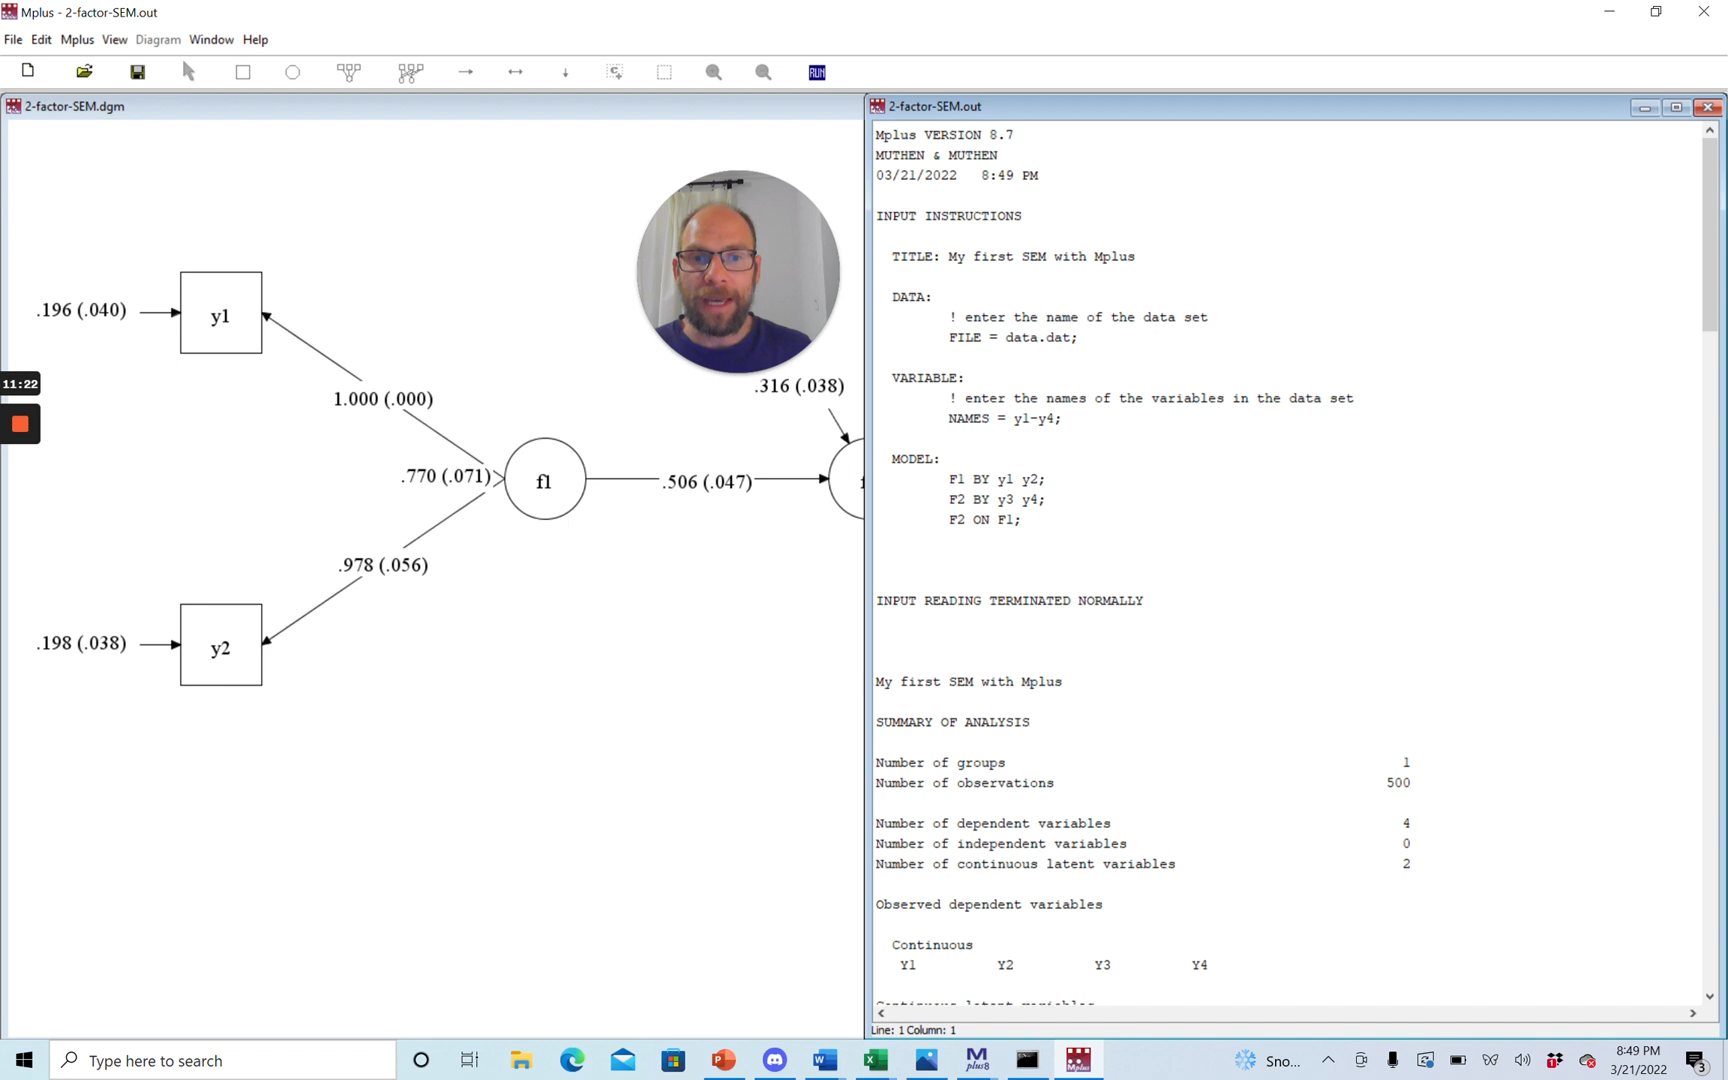 Mplus - 2-factor-SEM.out
File Edit Mplus View Diagram Window Help
RUN
2-factor-SEM.dgm
.196 (.040)
y1
11:22
1.000 (.000)
.316 (.038)
.770 (.071)
f1
.506 (.047)
.978 (.056)
.198 (.038)
y2
2-factor-SEM.out
Mplus VERSION 8.7
MUTHEN & MUTHEN
03/21/2022 8:49 PM
INPUT INSTRUCTIONS
TITLE: My first SEM with Mplus
DATA:
! enter the name of the data set
FILE = data.dat;
VARIABLE:
! enter the names of the variables in the data set
NAMES = y1-y4;
MODEL:
F1 BY y1 y2;
F2 BY y3 y4;
F2 ON F1;
INPUT READING TERMINATED NORMALLY
My first SEM with Mplus
SUMMARY OF ANALYSIS
Number of groups 1
Number of observations 500
Number of dependent variables 4
Number of independent variables 0
Number of continuous latent variables 2
Observed dependent variables
Continuous
Y1 Y2 Y3 Y4
Continuous latent variables
Line: 1 Column: 1
Type here to search
Mplus8
Mplus
Sno...
8:49 PM
3/21/2022
3